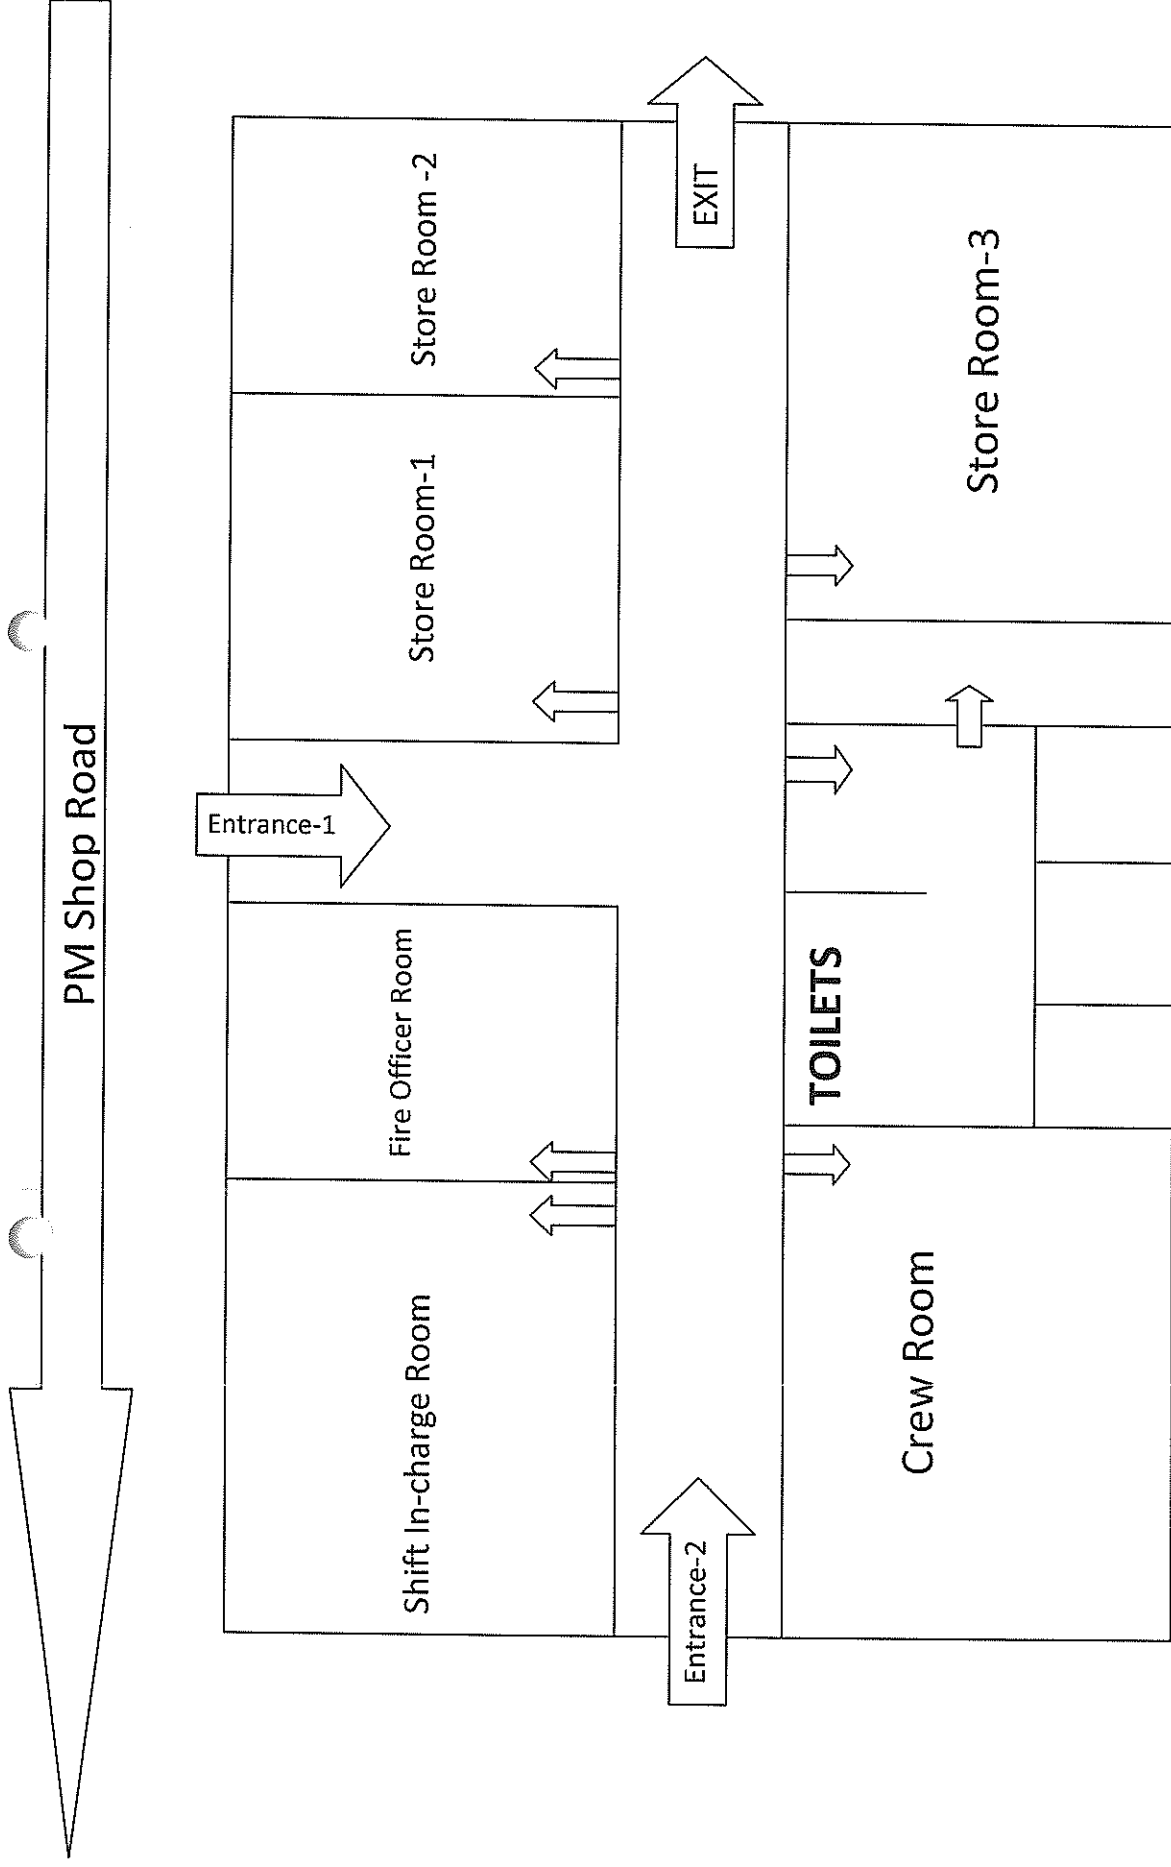 PM Shop Road
Entrance-1
Shift In-charge Room
Fire Officer Room
Store Room-1
Store Room -2
Entrance-2
EXIT
Crew Room
TOILETS
Store Room-3